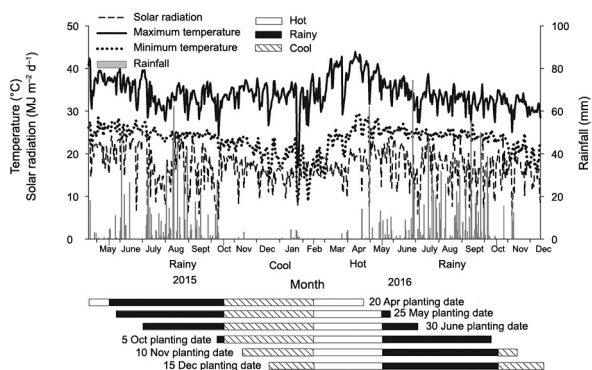 Solar radiation
Maximum temperature
Minimum temperature
Rainfall
Hot
Rainy
Cool
Temperature (°C)
Solar radiation (MJ m⁻² d⁻¹)
50
40
30
20
10
0
100
80
60
40
20
0
Rainfall (mm)
May June July Aug Sept Oct Nov Dec Jan Feb Mar Apr May June July Aug Sept Oct Nov Dec
Rainy Cool Hot Rainy
2015 Month 2016
20 Apr planting date
25 May planting date
30 June planting date
5 Oct planting date
10 Nov planting date
15 Dec planting date